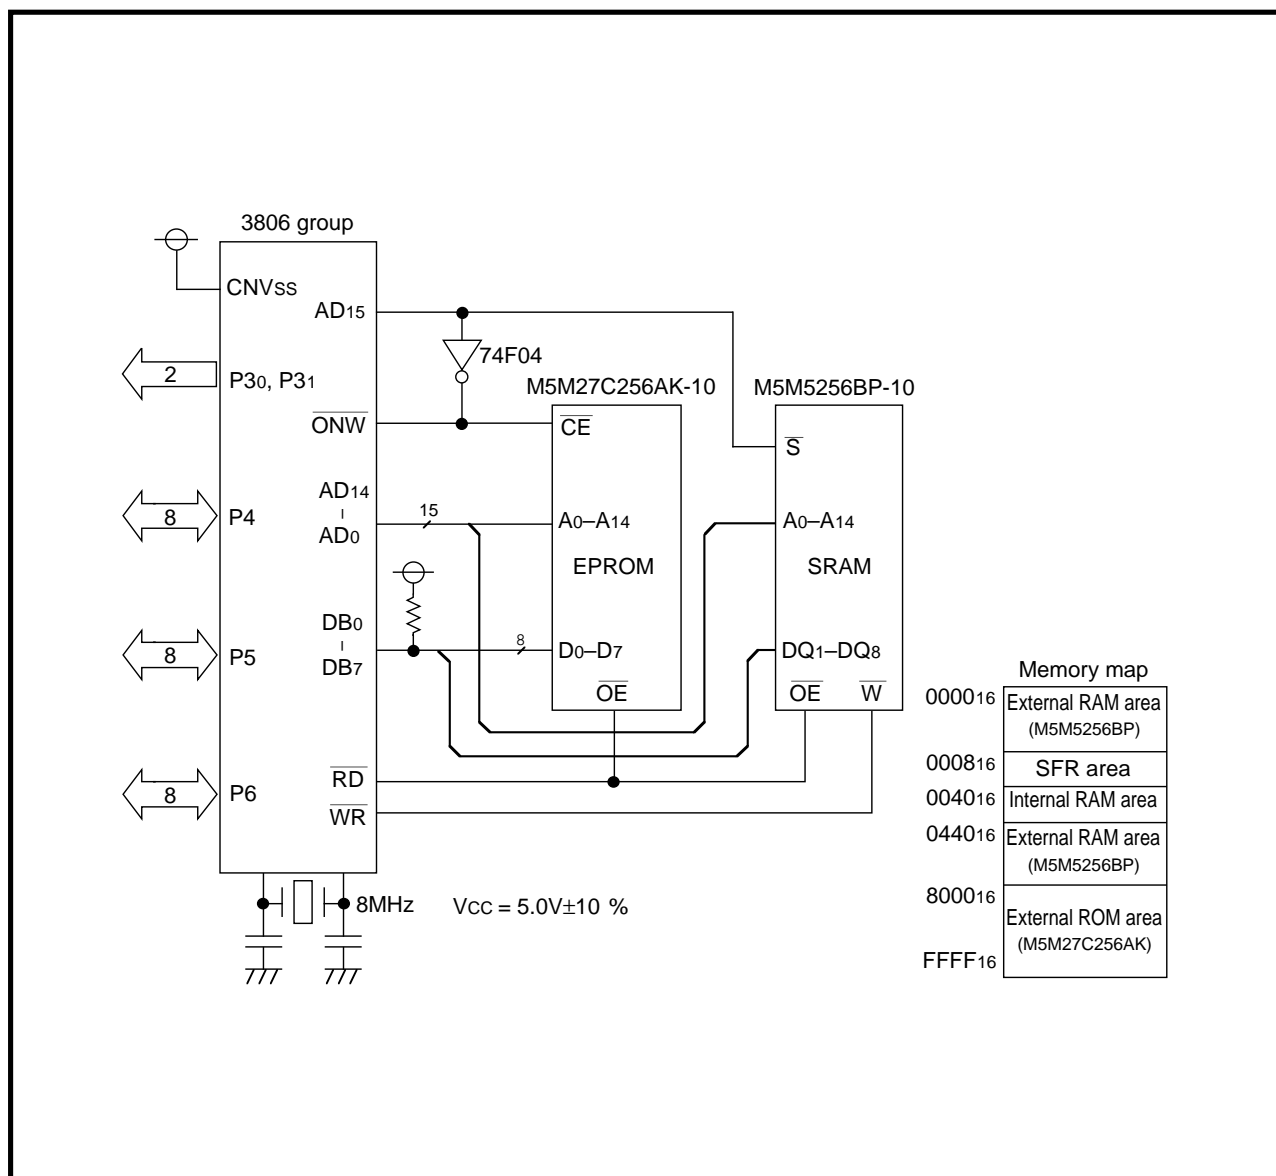 3806 group
CNVSS
AD15
74F04
2
P30, P31
M5M27C256AK-10
M5M5256BP-10
ONW
CE
S
AD14
–
AD0
15
A0–A14
A0–A14
8
P4
EPROM
SRAM
DB0
–
DB7
8
D0–D7
DQ1–DQ8
8
P5
OE
OE
W
RD
WR
8
P6
8MHz
VCC = 5.0V±10 %
Memory map
000016
External RAM area
(M5M5256BP)
000816
SFR area
004016
Internal RAM area
044016
External RAM area
(M5M5256BP)
800016
External ROM area
(M5M27C256AK)
FFFF16